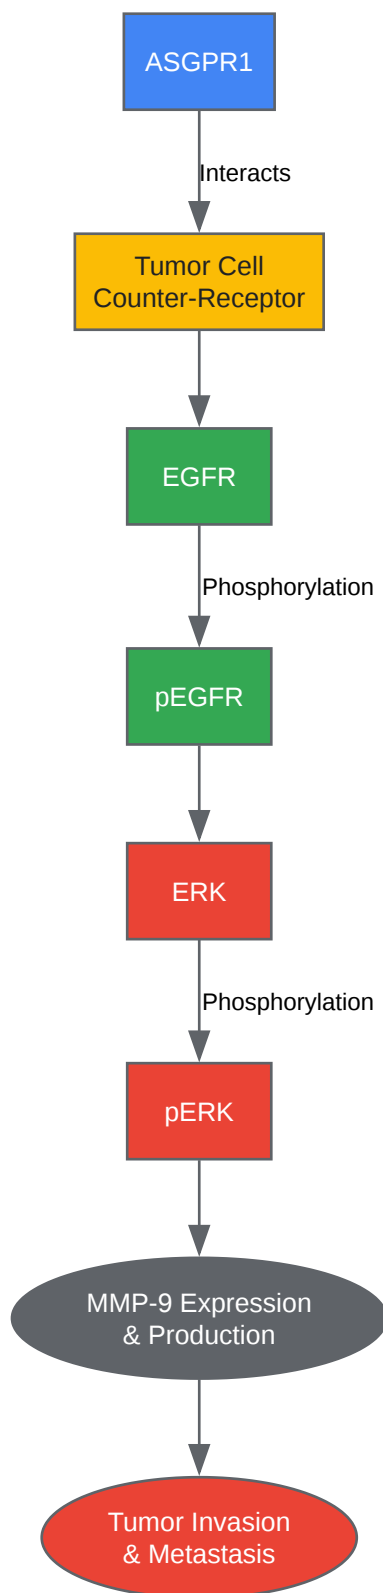 ASGPR1
Interacts
Tumor Cell
Counter-Receptor
EGFR
Phosphorylation
pEGFR
ERK
Phosphorylation
pERK
MMP-9 Expression
& Production
Tumor Invasion
& Metastasis